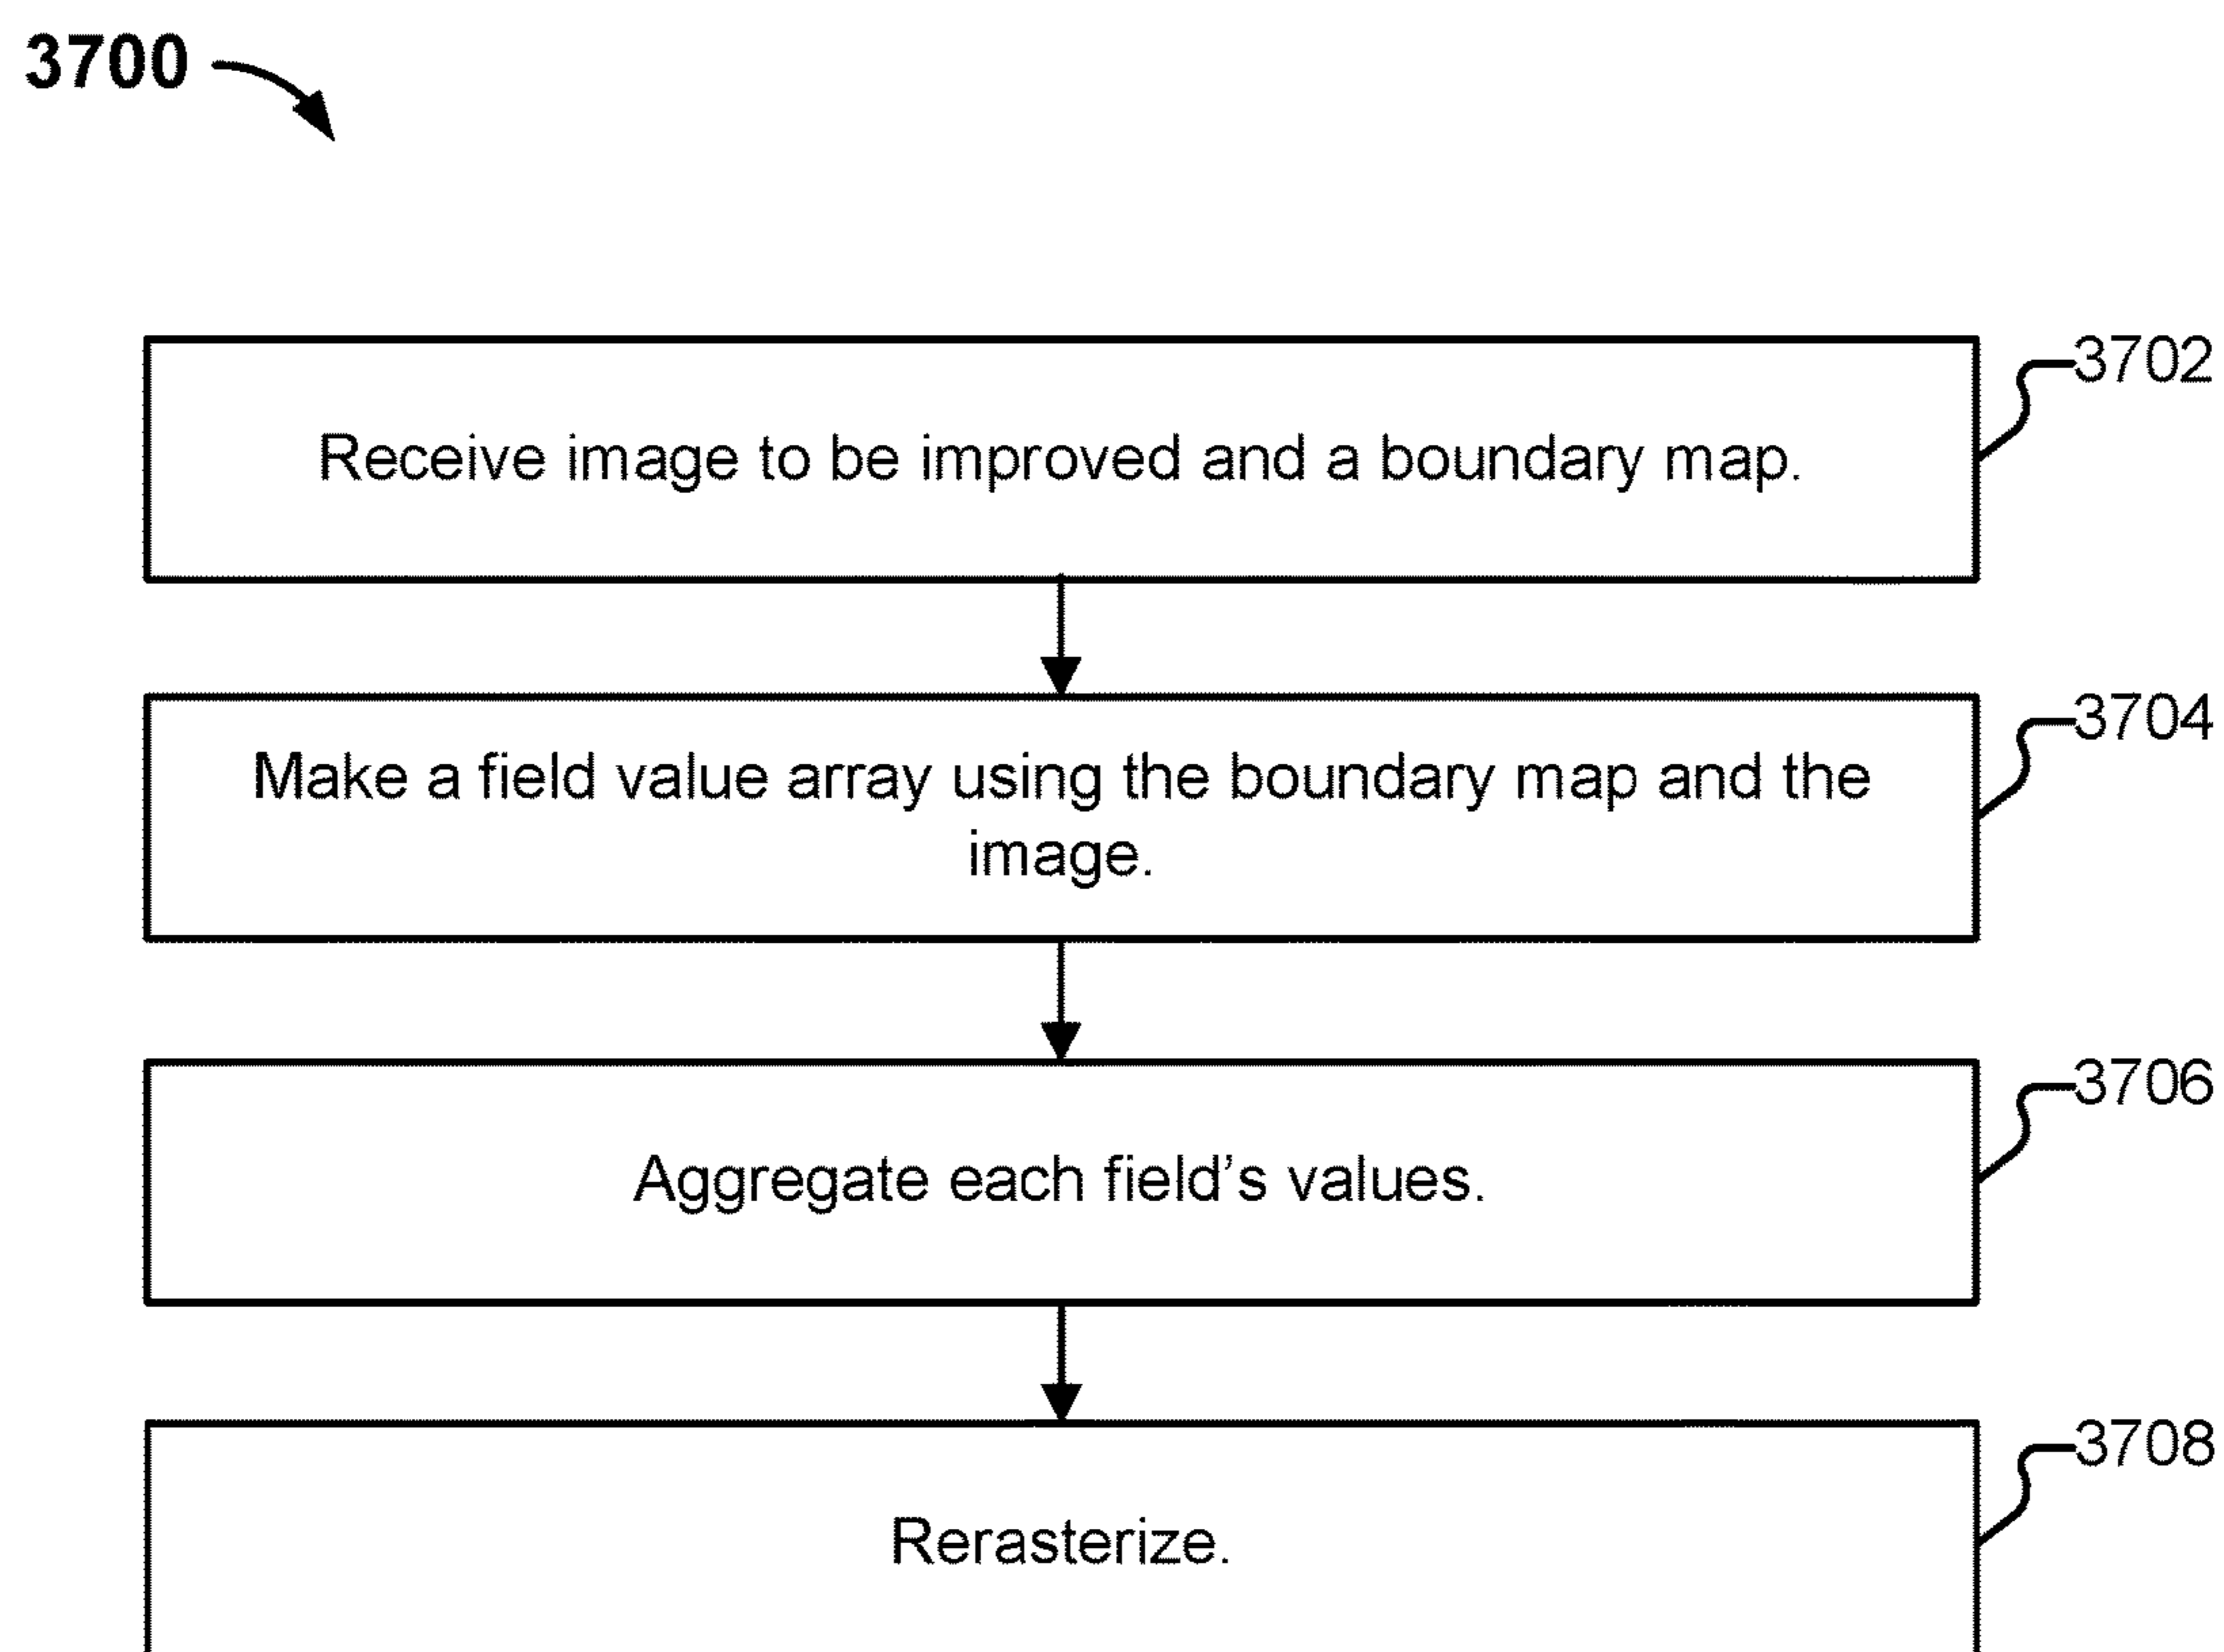 3700
3702
Receive image to be improved and a boundary map.
3704
Make a field value array using the boundary map and the
image.
3706
Aggregate each field’s values.
3708
Rerasterize.